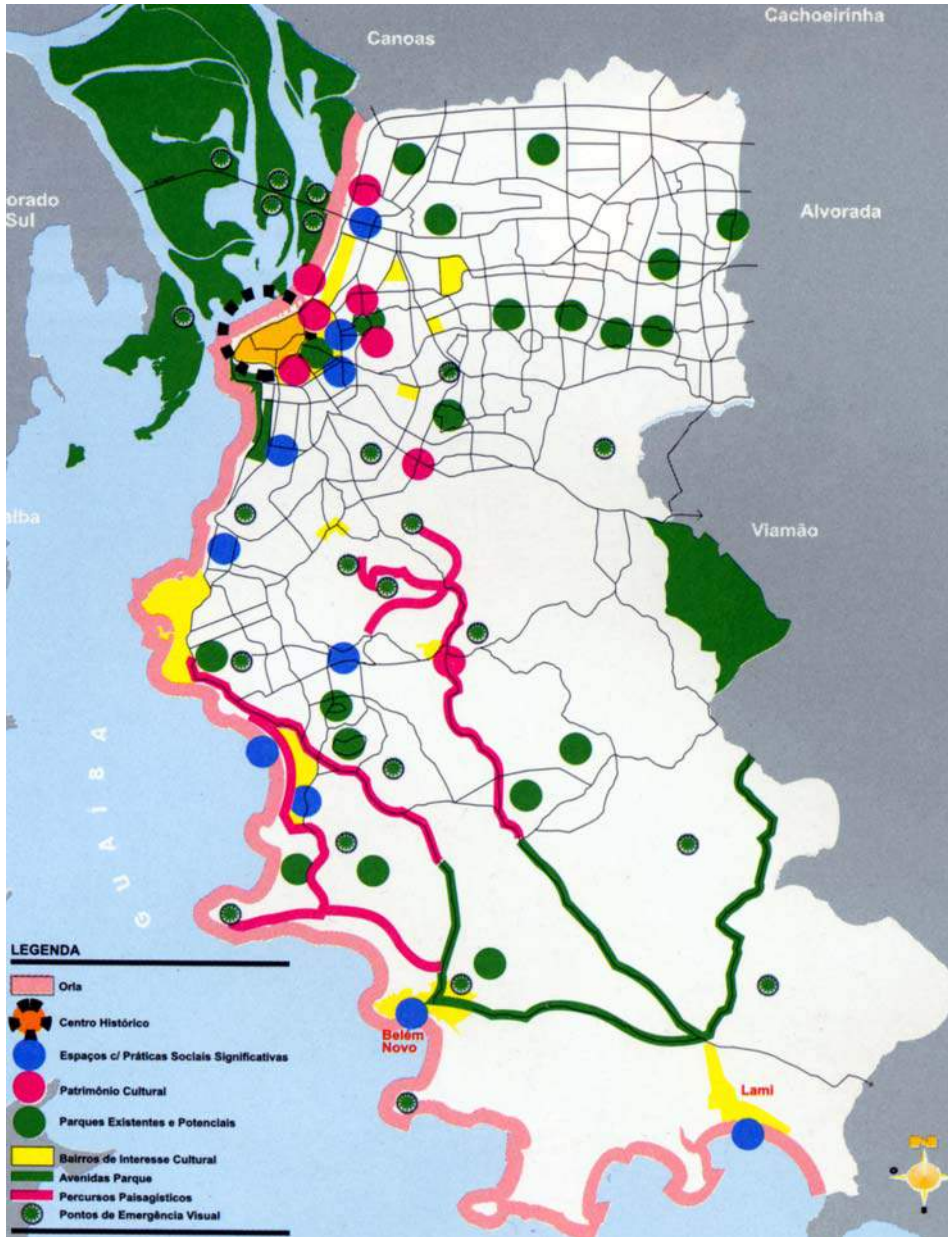 Cachoeirinha
Canoas
orado
Sul
Alvorada
Viamão
aíba
GUAIBA
LEGENDA
Orla
Centro Histórico
Espaços c/ Práticas Sociais Significativas
Patrimônio Cultural
Parques Existentes e Potenciais
Bairros de Interesse Cultural
Avenidas Parque
Percursos Paisagísticos
Pontos de Emergência Visual
Belém
Novo
Lami
N